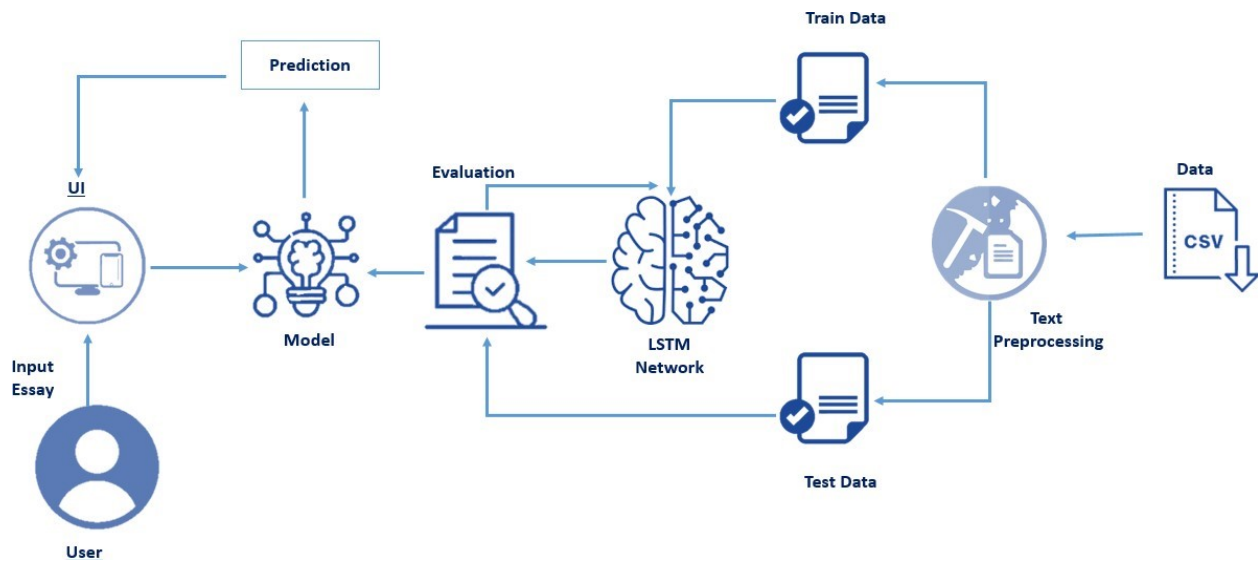 Train Data
Prediction
Evaluation
Data
UI
CSV
Model
LSTM
Network
Text
Preprocessing
Input
Essay
Test Data
User